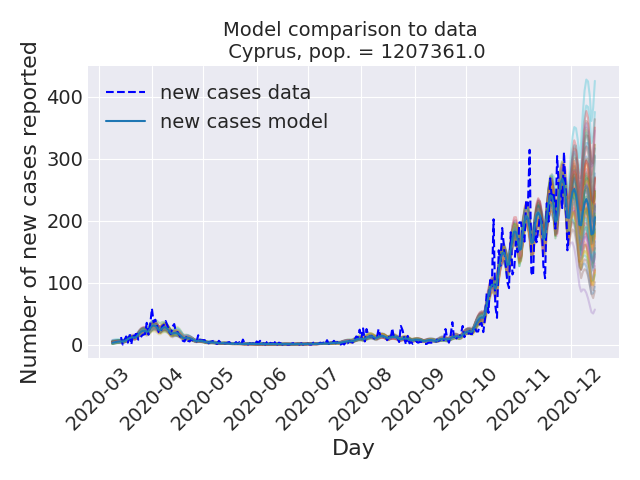 Model comparison to data
Cyprus, pop. = 1207361.0
Number of new cases reported
400
300
200
100
0
new cases data
new cases model
2020-03
2020-04
2020-05
2020-06
2020-07
2020-08
2020-09
2020-10
2020-11
2020-12
Day